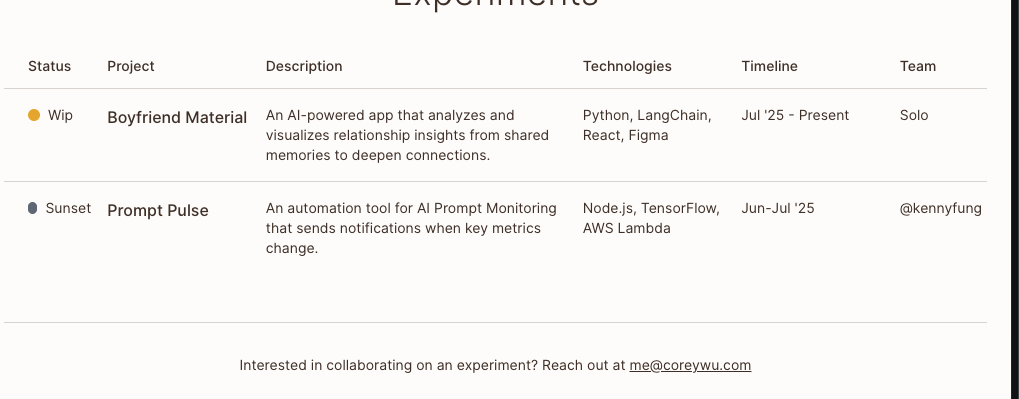 Experiments
Status Project Description Technologies Timeline Team
Wip Boyfriend Material An AI-powered app that analyzes and visualizes relationship insights from shared memories to deepen connections. Python, LangChain, React, Figma Jul '25 - Present Solo
Sunset Prompt Pulse An automation tool for AI Prompt Monitoring that sends notifications when key metrics change. Node.js, TensorFlow, AWS Lambda Jun-Jul '25 @kennyfung
Interested in collaborating on an experiment? Reach out at me@coreywu.com